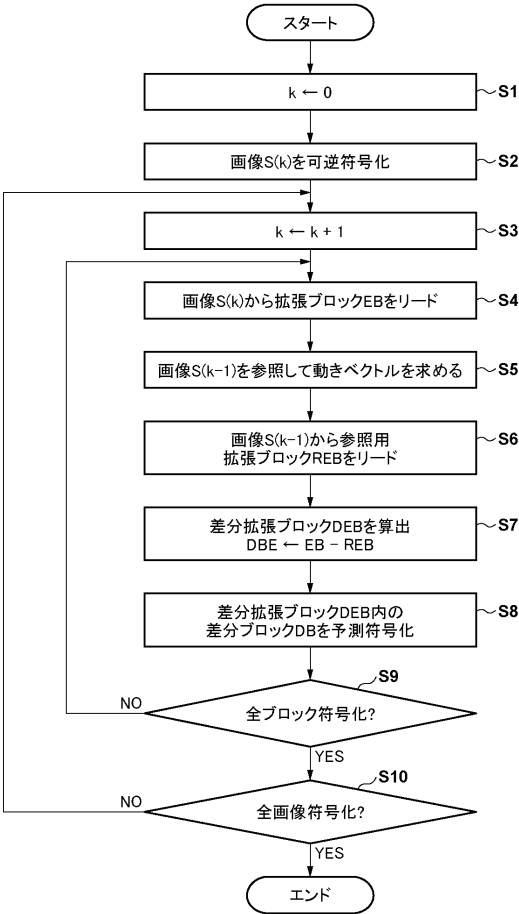 スタート
k ← 0
S1
画像S(k)を可逆符号化
S2
k ← k + 1
S3
画像S(k)から拡張ブロックEBをリード
S4
画像S(k-1)を参照して動きベクトルを求める
S5
画像S(k-1)から参照用
拡張ブロックREBをリード
S6
差分拡張ブロックDEBを算出
DBE ← EB - REB
S7
差分拡張ブロックDEB内の
差分ブロックDBを予測符号化
S8
全ブロック符号化?
S9
NO
YES
全画像符号化?
S10
NO
YES
エンド